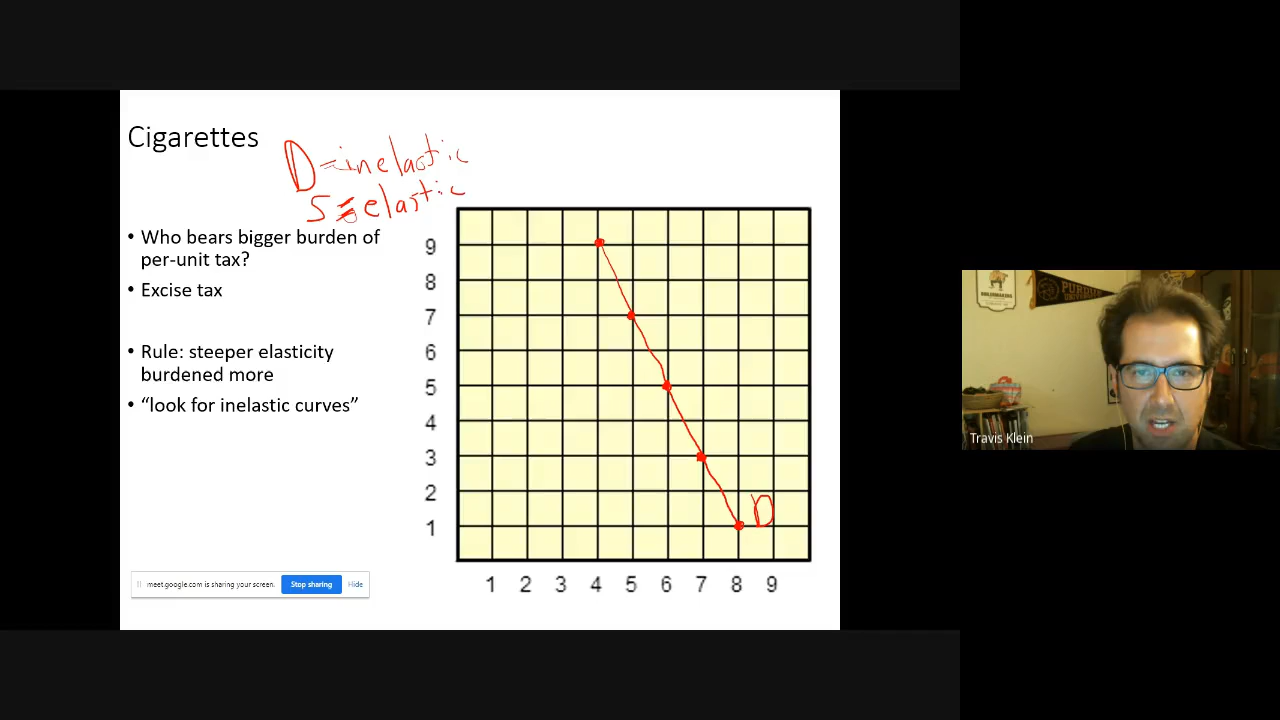 Cigarettes
D=inelastic
S=elastic
• Who bears bigger burden of
per-unit tax?
• Excise tax
• Rule: steeper elasticity
burdened more
• “look for inelastic curves”
9
8
7
6
5
4
3
2
1
D
1 2 3 4 5 6 7 8 9
meet.google.com is sharing your screen. Stop sharing Hide
PURDUE
Travis Klein